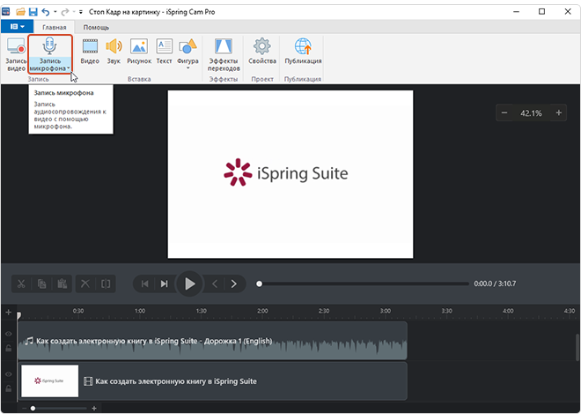 Стоп Кадр на картинку - iSpring Cam Pro
Главная Помощь
Запись видео
Запись микрофона
Видео Звук Рисунок Текст Фигура
Эффекты переходов
Свойства Публикация
Запись Вставка Эффекты Проект Публикация
Запись микрофона
Запись
аудиосопровождения к
видео с помощью
микрофона.
42.1%
iSpring Suite
0:00.0 / 3:10.7
0:30 1:00 1:30 2:00 2:30 3:00 3:30 4:00 4:30
Как создать электронную книгу в iSpring Suite - Дорожка 1 (English)
iSpring Suite
Как создать электронную книгу в iSpring Suite